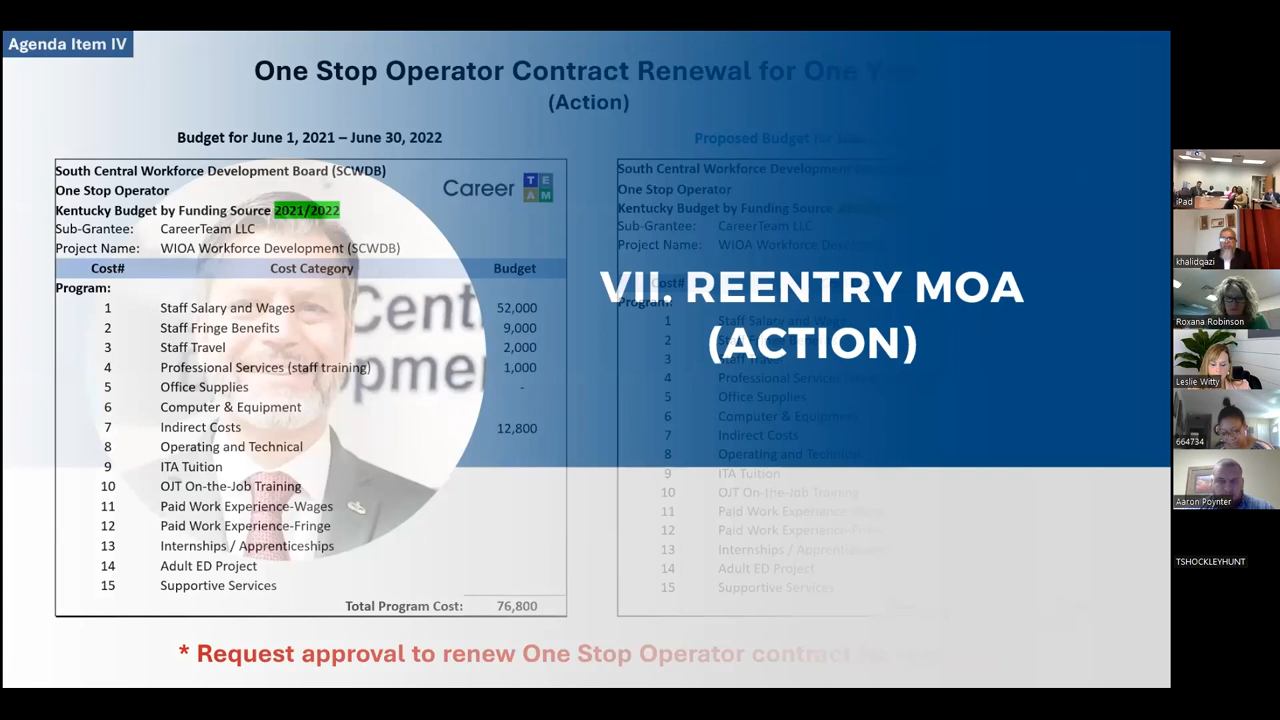 Agenda Item IV
One Stop Operator Contract Renewal for One
(Action)
Budget for June 1, 2021 – June 30, 2022
Proposed Budget for
South Central Workforce Development Board (SCWDB)
One Stop Operator
Kentucky Budget by Funding Source 2021/2022
Sub-Grantee: CareerTeam LLC
Project Name: WIOA Workforce Development (SCWDB)
Career TEAM
Cost# Cost Category Budget
Program:
1 Staff Salary and Wages 52,000
2 Staff Fringe Benefits 9,000
3 Staff Travel 2,000
4 Professional Services (staff training) 1,000
5 Office Supplies -
6 Computer & Equipment
7 Indirect Costs 12,800
8 Operating and Technical
9 ITA Tuition
10 OJT On-the-Job Training
11 Paid Work Experience-Wages
12 Paid Work Experience-Fringe
13 Internships / Apprenticeships
14 Adult ED Project
15 Supportive Services
Total Program Cost: 76,800
South Central Workforce Development
One Stop Operator
Kentucky Budget by Funding Source
Sub-Grantee: CareerTeam LLC
Project Name: WIOA Workforce
Cost#
Program:
1 Staff Salary and
2 Staff
3 Staff
4 Professional
5 Office Supplies
6 Computer & Equipment
7 Indirect Costs
8 Operating and Technical
9 ITA Tuition
10 OJT On-the-Job Training
11 Paid Work Experience
12 Paid Work Experience
13 Internships /
14 Adult ED Project
15 Supportive Services
Cent
pme
VII. REENTRY MOA
(ACTION)
* Request approval to renew One Stop Operator contract
iPad
khalidqazi
Roxana Robinson
Leslie Witty
664734
Aaron Poynter
TSHOCKLEYHUNT